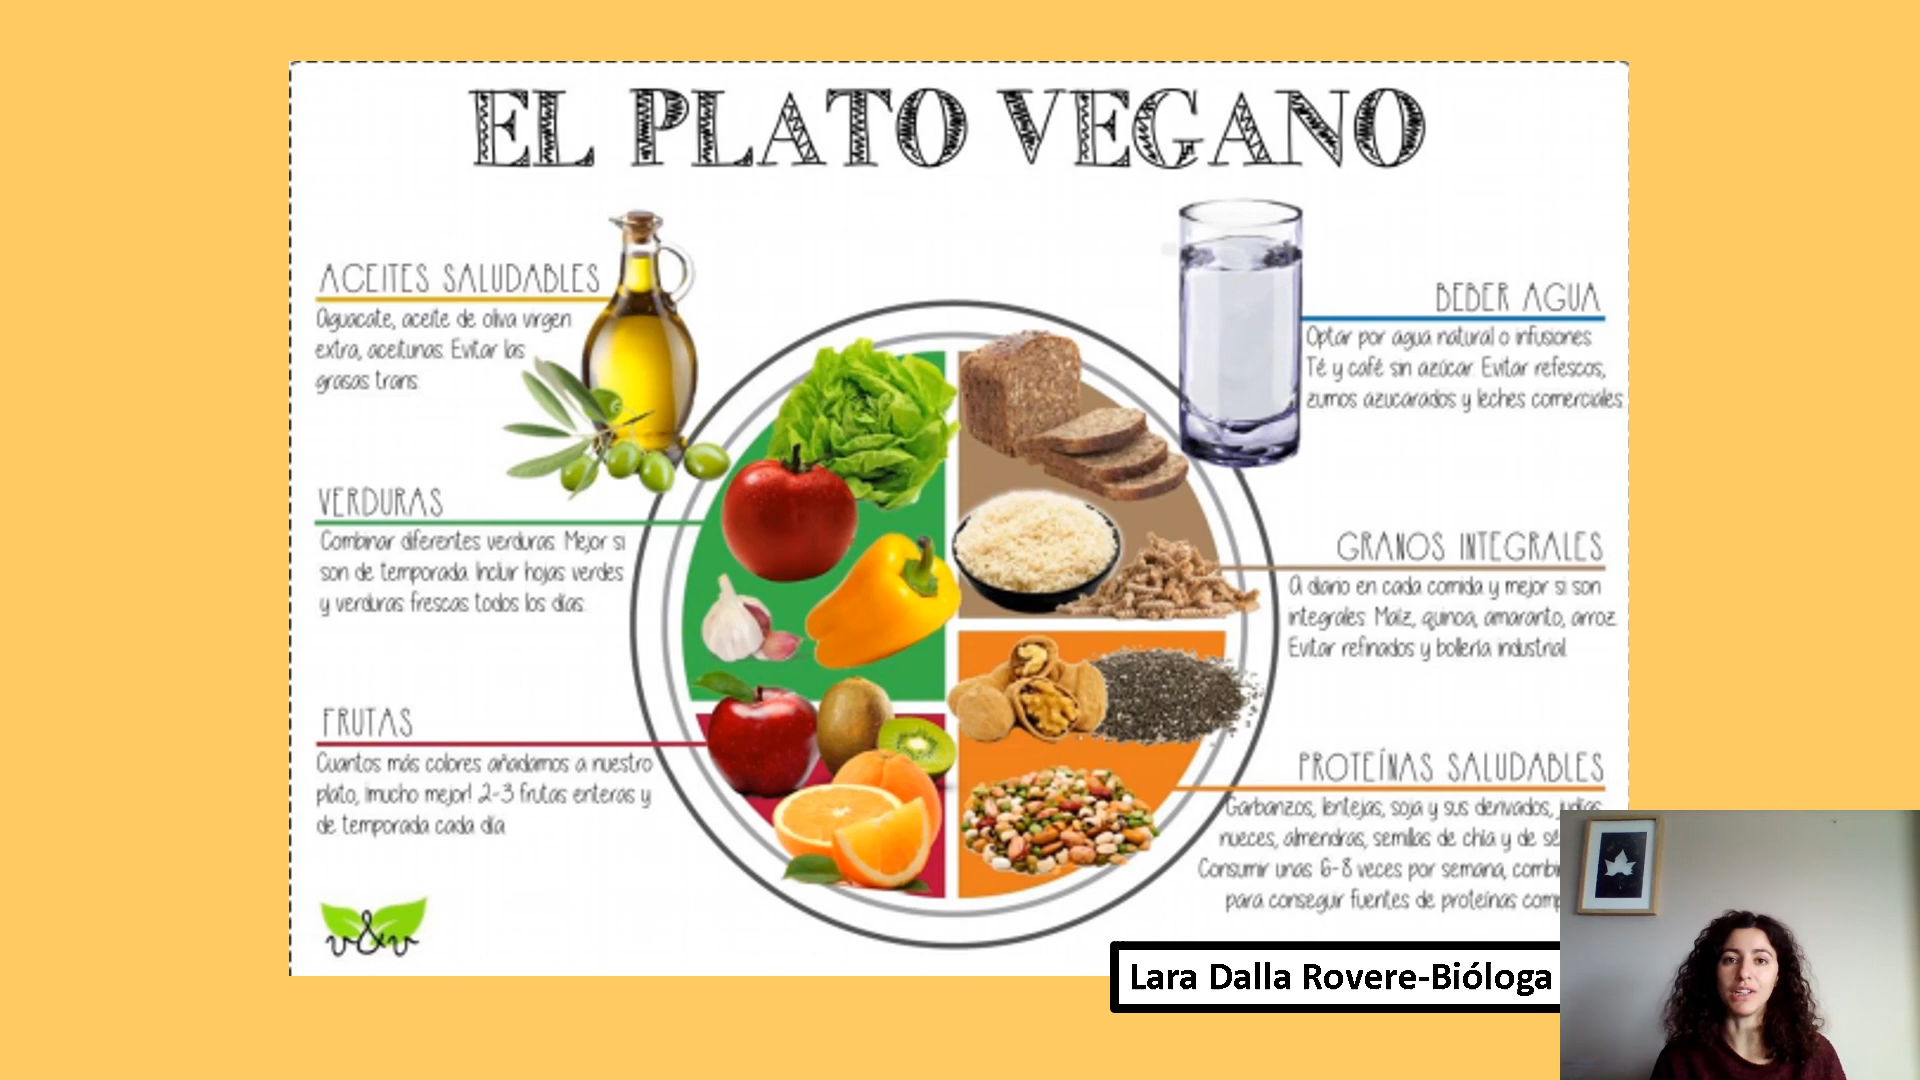 EL PLATO VEGANO
ACEITES SALUDABLES
Aguacate, aceite de oliva virgen
extra, aceitunas. Evitar las
grasas trans.
BEBER AGUA
Optar por agua natural o infusiones.
Té y café sin azúcar. Evitar refescos,
zumos azucarados y leches comerciales.
VERDURAS
Combinar diferentes verduras. Mejor si
son de temporada. Incluir hojas verdes
y verduras frescas todos los días.
GRANOS INTEGRALES
A diario en cada comida y mejor si son
integrales. Maíz, quinoa, amaranto, arroz.
Evitar refinados y bollería industrial.
FRUTAS
Cuantos más colores añadamos a nuestro
plato, ¡mucho mejor! 2-3 frutas enteras y
de temporada cada día.
PROTEÍNAS SALUDABLES
Garbanzos, lentejas, soja y sus derivados, judías,
nueces, almendras, semillas de chía y de
Consumir unas 6-8 veces por semana,
para conseguir fuentes de proteínas
v&v
Lara Dalla Rovere-Bióloga